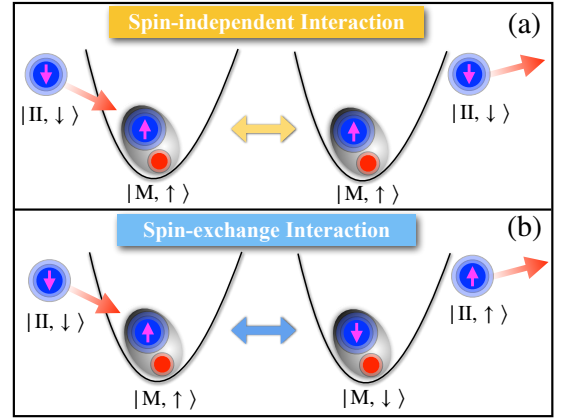 Spin-independent Interaction
(a)
| II, ↓ ⟩
| M, ↑ ⟩
| M, ↑ ⟩
| II, ↓ ⟩
Spin-exchange Interaction
(b)
| II, ↓ ⟩
| M, ↑ ⟩
| M, ↓ ⟩
| II, ↑ ⟩